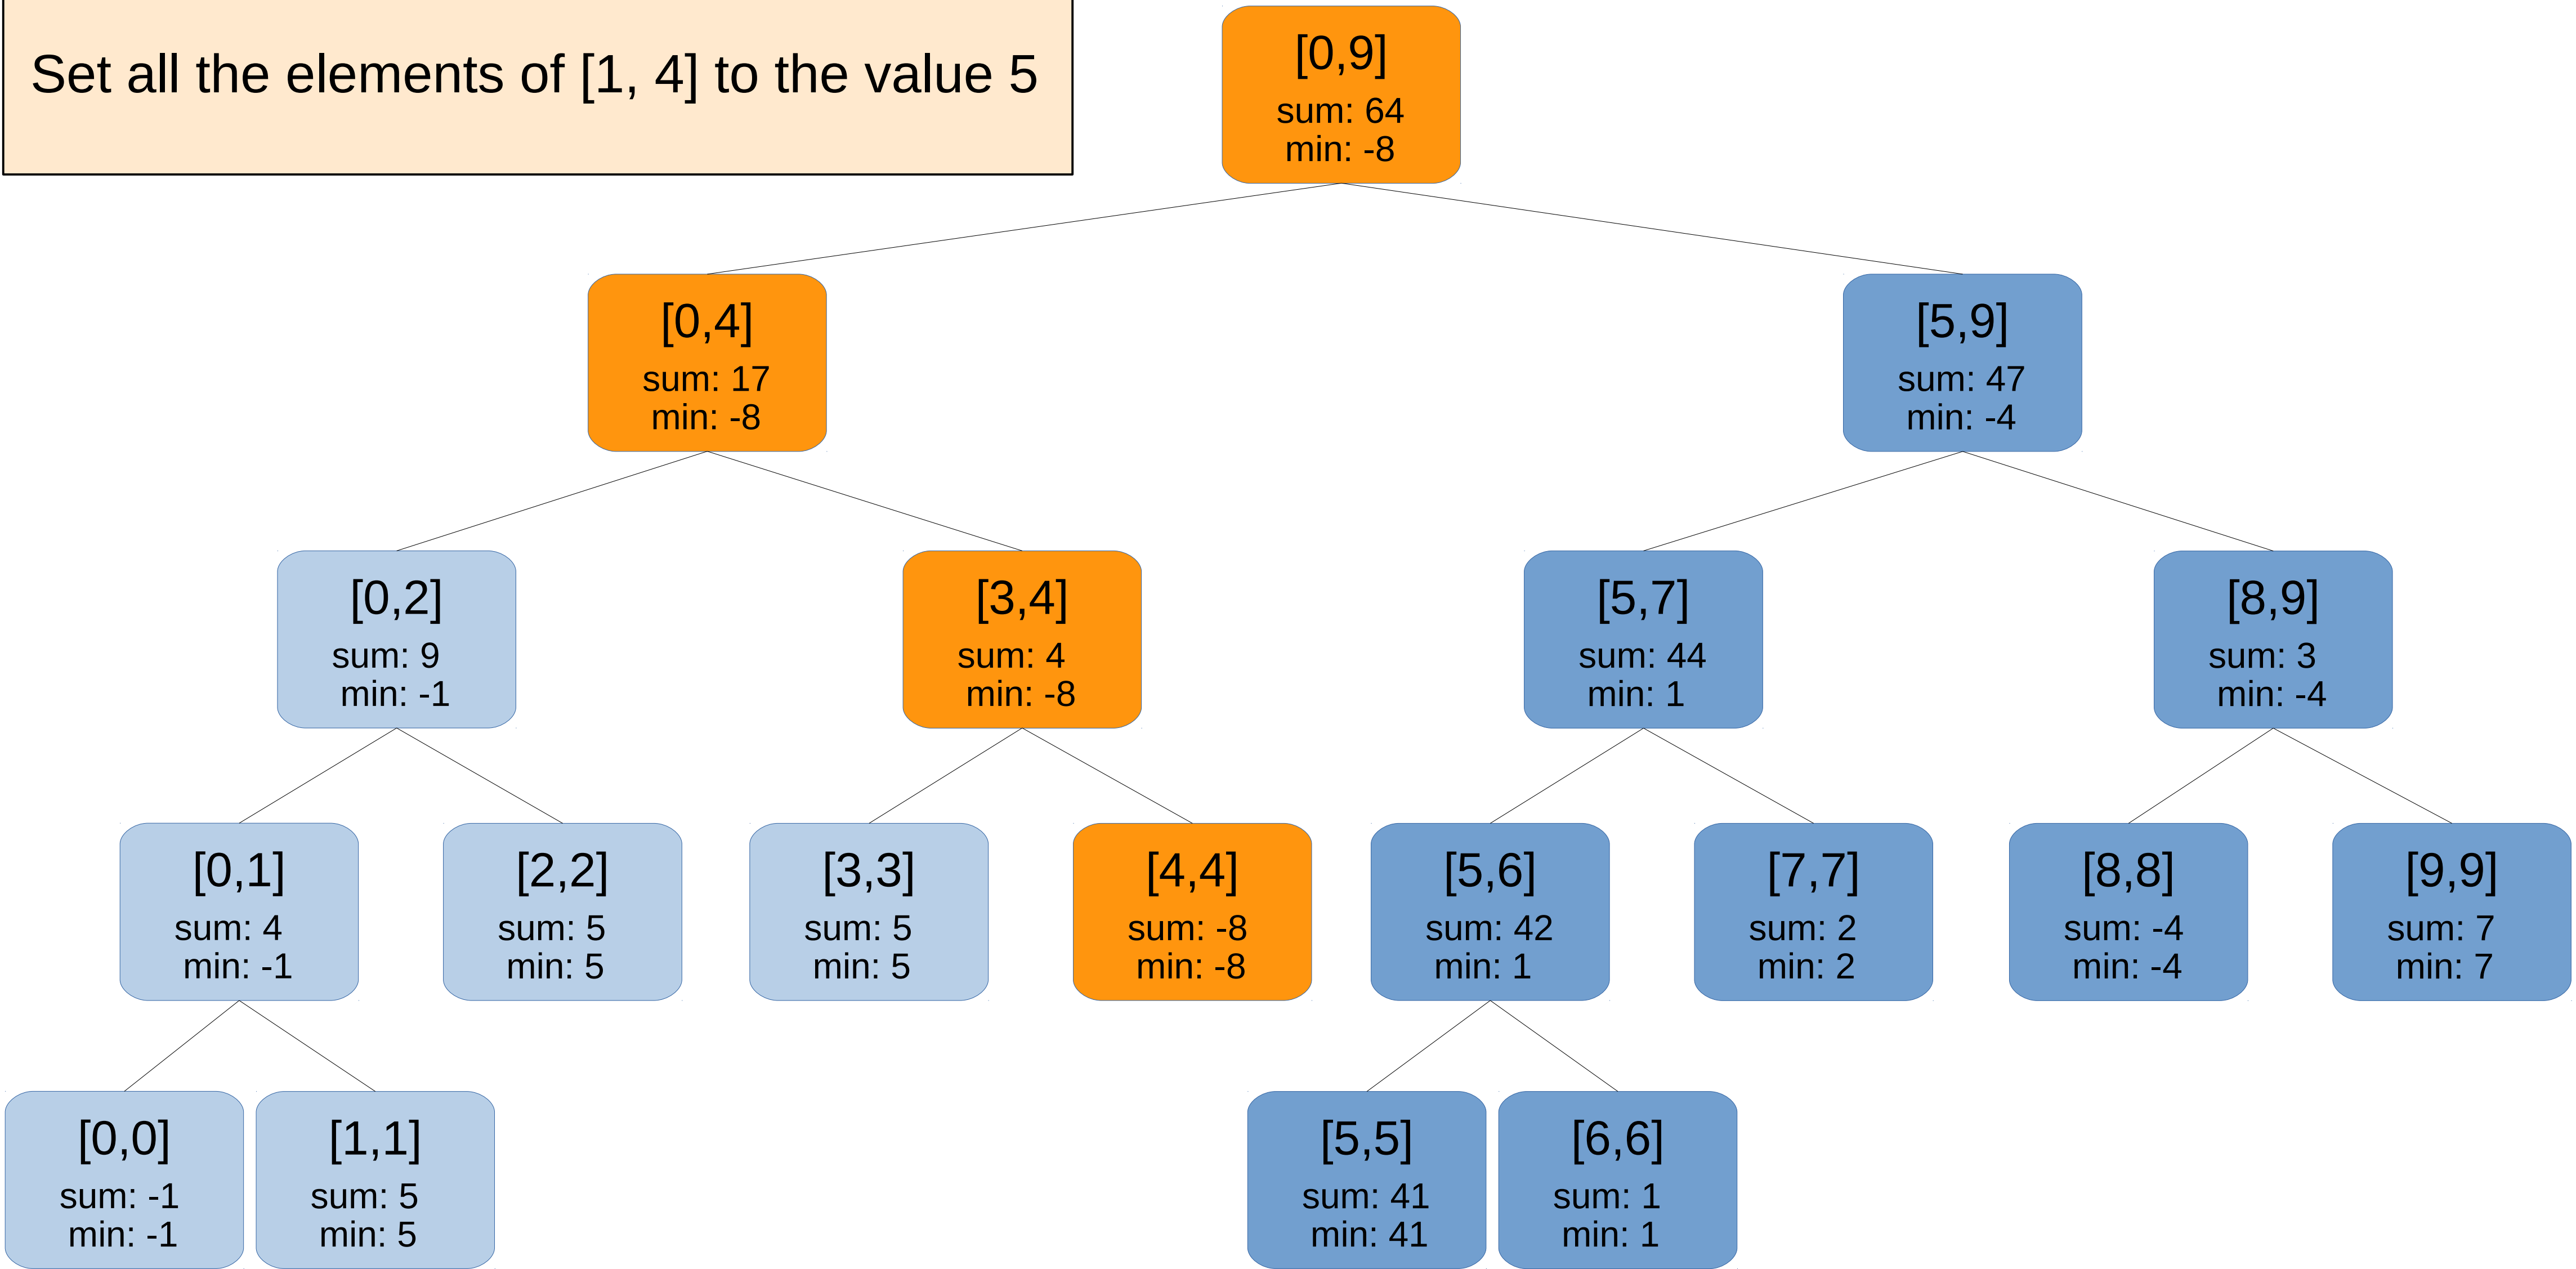 Set all the elements of [1, 4] to the value 5
[0,9]
sum: 64
min: -8
[0,4]
sum: 17
min: -8
[5,9]
sum: 47
min: -4
[0,2]
sum: 9
min: -1
[3,4]
sum: 4
min: -8
[5,7]
sum: 44
min: 1
[8,9]
sum: 3
min: -4
[0,1]
sum: 4
min: -1
[2,2]
sum: 5
min: 5
[3,3]
sum: 5
min: 5
[4,4]
sum: -8
min: -8
[5,6]
sum: 42
min: 1
[7,7]
sum: 2
min: 2
[8,8]
sum: -4
min: -4
[9,9]
sum: 7
min: 7
[0,0]
sum: -1
min: -1
[1,1]
sum: 5
min: 5
[5,5]
sum: 41
min: 41
[6,6]
sum: 1
min: 1